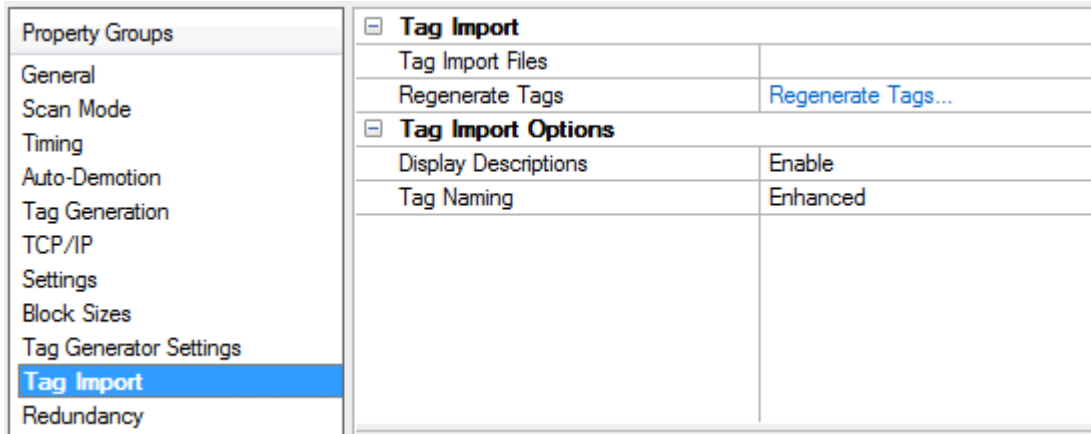 Property Groups
General
Scan Mode
Timing
Auto-Demotion
Tag Generation
TCP/IP
Settings
Block Sizes
Tag Generator Settings
Tag Import
Redundancy
Tag Import
Tag Import Files
Regenerate Tags Regenerate Tags...
Tag Import Options
Display Descriptions Enable
Tag Naming Enhanced